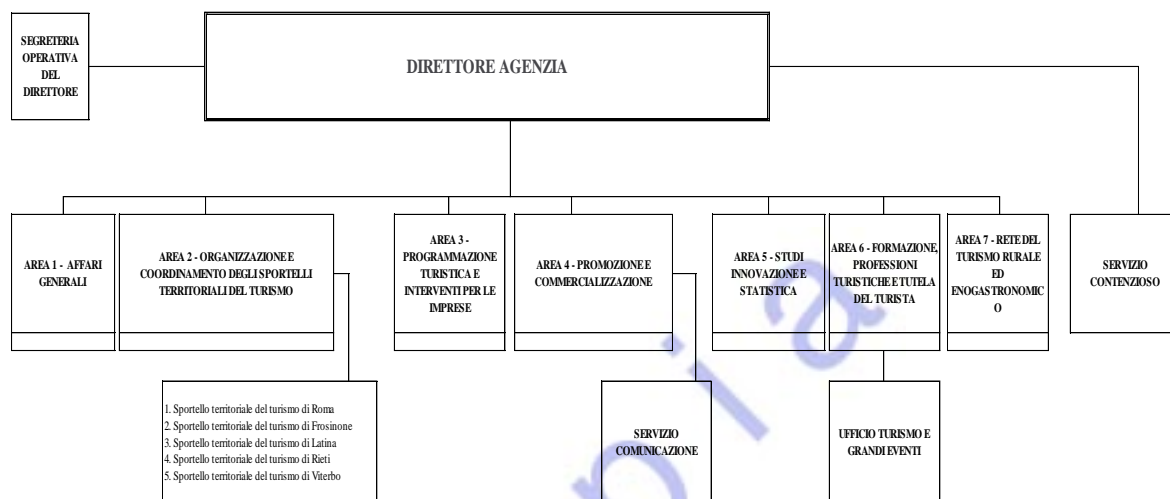 SEGRETERIA
OPERATIVA
DEL
DIRETTORE
DIRETTORE AGENZIA
AREA 1 - AFFARI
GENERALI
AREA 2 - ORGANIZZAZIONE E
COORDINAMENTO DEGLI SPORTELLI
TERRITORIALI DEL TURISMO
AREA 3 -
PROGRAMMAZIONE
TURISTICA E
INTERVENTI PER LE
IMPRESE
AREA 4 - PROMOZIONE E
COMMERCIALIZZAZIONE
AREA 5 - STUDI
INNOVAZIONE E
STATISTICA
AREA 6 - FORMAZIONE,
PROFESSIONI
TURISTICHE E TUTELA
DEL TURISTA
AREA 7 - RETE DEL
TURISMO RURALE
ED
ENOGASTRONOMIC
O
SERVIZIO
CONTENZIOSO
1. Sportello territoriale del turismo di Roma
2. Sportello territoriale del turismo di Frosinone
3. Sportello territoriale del turismo di Latina
4. Sportello territoriale del turismo di Rieti
5. Sportello territoriale del turismo di Viterbo
SERVIZIO
COMUNICAZIONE
UFFICIO TURISMO E
GRANDI EVENTI